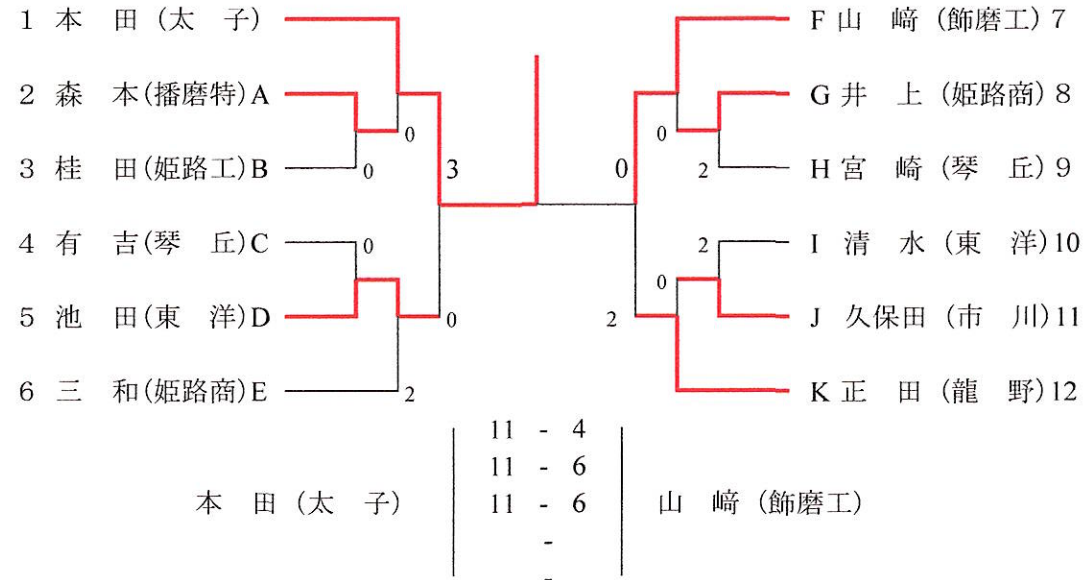 1 本 田 (太 子) F 山 﨑 (飾磨工) 7
2 森 本(播磨特)A G 井 上 (姫路商) 8
0 0 2
3 桂 田(姫路工)B 0 3 0 H 宮 崎 (琴 丘) 9
4 有 吉(琴 丘)C 0 2 I 清 水 (東 洋)10
0
5 池 田(東 洋)D 0 2 J 久保田 (市 川)11
6 三 和(姫路商)E 2 K 正 田 (龍 野)12
11 - 4
11 - 6
本 田 (太 子) 11 - 6 山 﨑 (飾磨工)
-
-